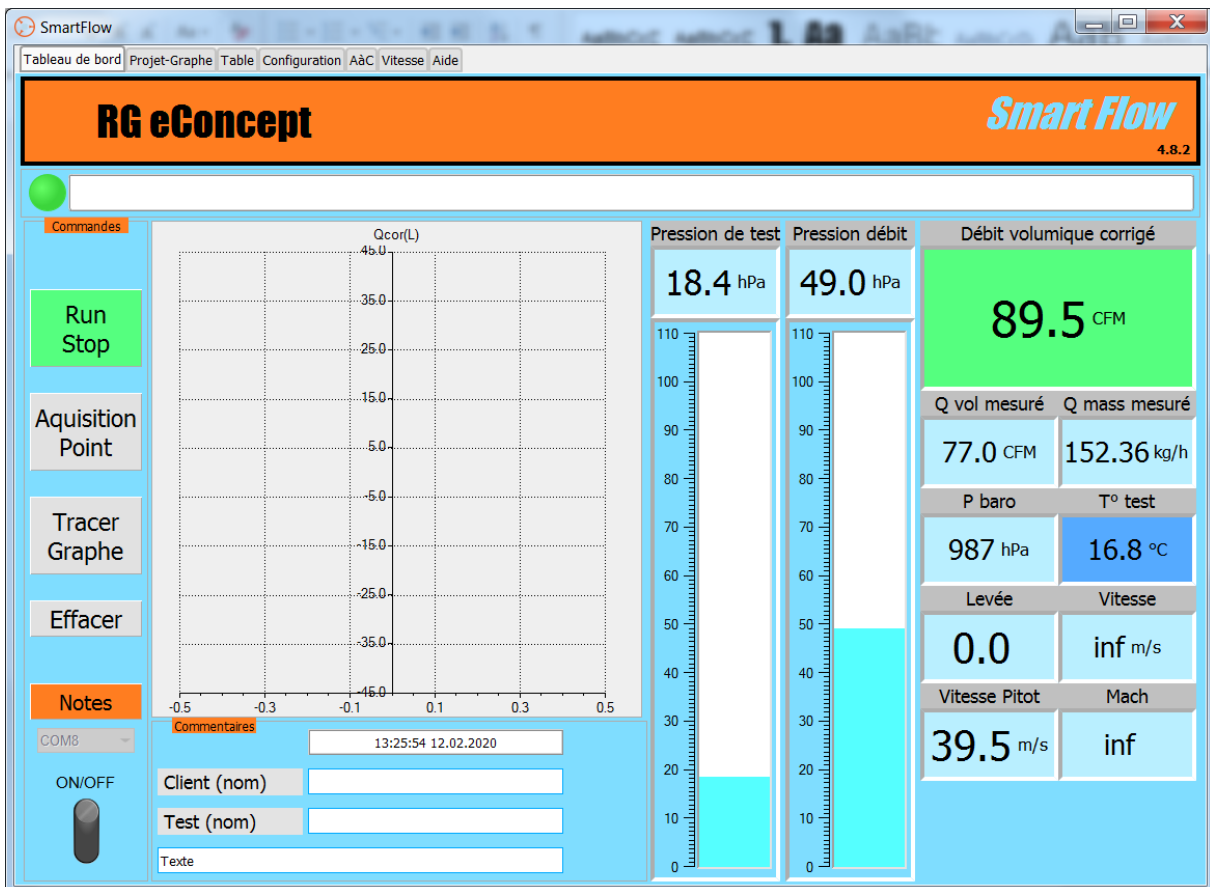 SmartFlow
Tableau de bord Projet-Graphe Table Configuration AàC Vitesse Aide
RG eConcept
Smart Flow
4.8.2
Commandes
Run
Stop
Aquisition
Point
Tracer
Graphe
Effacer
Notes
COM8
ON/OFF
Qcor(L)
45.0
35.0
25.0
15.0
5.0
-5.0
-15.0
-25.0
-35.0
-45.0
-0.5 -0.3 -0.1 0.1 0.3 0.5
Commentaires
13:25:54 12.02.2020
Client (nom)
Test (nom)
Texte
Pression de test
18.4 hPa
110
100
90
80
70
60
50
40
30
20
10
0
Pression débit
49.0 hPa
110
100
90
80
70
60
50
40
30
20
10
0
Débit volumique corrigé
89.5 CFM
Q vol mesuré Q mass mesuré
77.0 CFM 152.36 kg/h
P baro T° test
987 hPa 16.8 °C
Levée Vitesse
0.0 inf m/s
Vitesse Pitot Mach
39.5 m/s inf